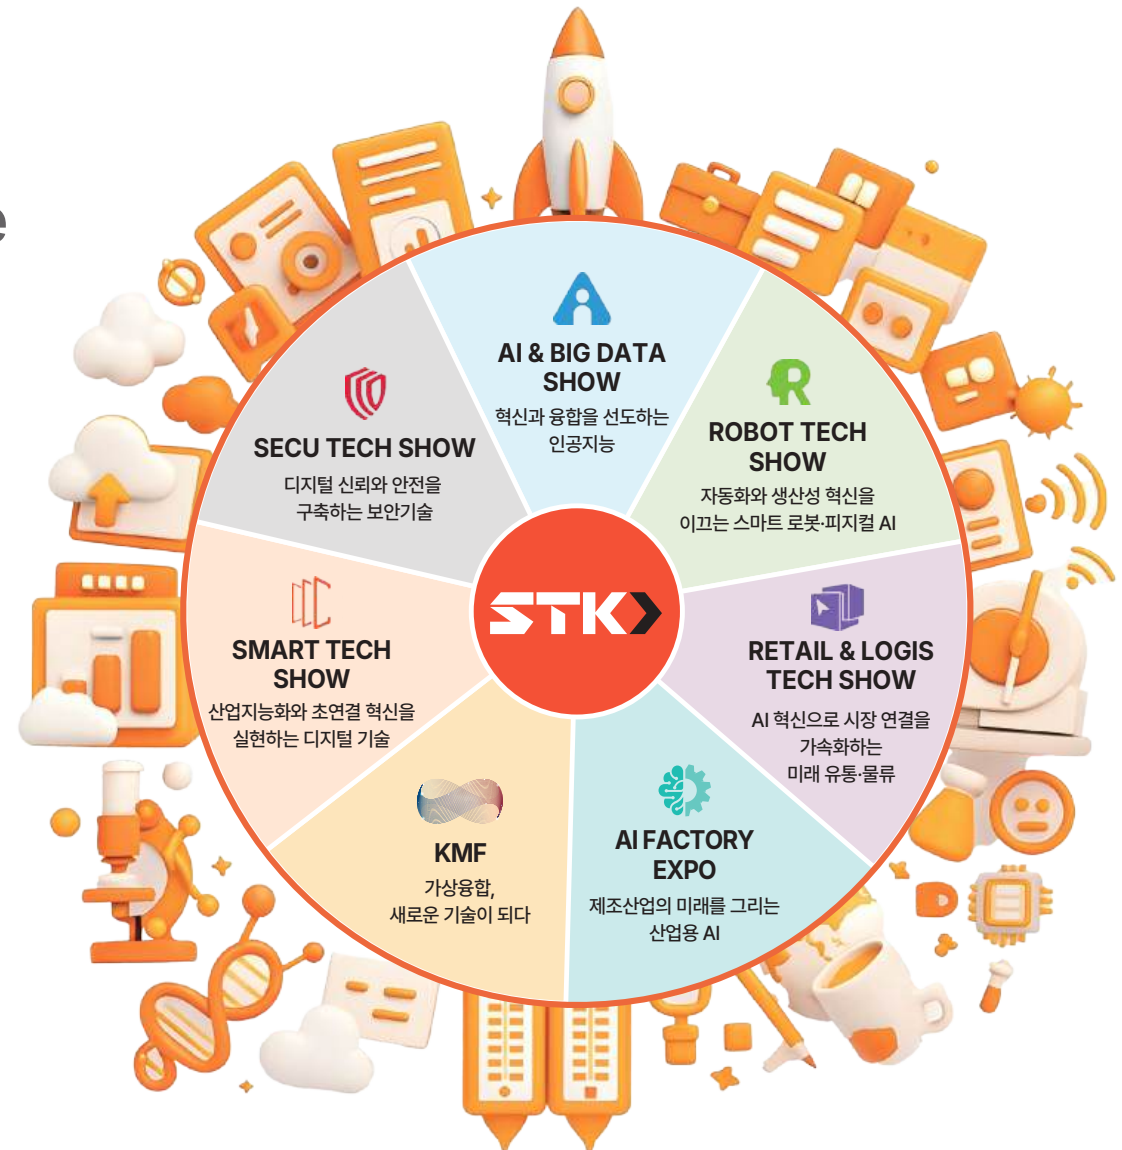 e
AI & BIG DATA
SHOW
혁신과 융합을 선도하는
인공지능
ROBOT TECH
SHOW
자동화와 생산성 혁신을
이끄는 스마트 로봇·피지컬 AI
RETAIL & LOGIS
TECH SHOW
AI 혁신으로 시장 연결을
가속화하는
미래 유통·물류
AI FACTORY
EXPO
제조산업의 미래를 그리는
산업용 AI
KMF
가상융합,
새로운 기술이 되다
SMART TECH
SHOW
산업지능화와 초연결 혁신을
실현하는 디지털 기술
SECU TECH SHOW
디지털 신뢰와 안전을
구축하는 보안기술
STK